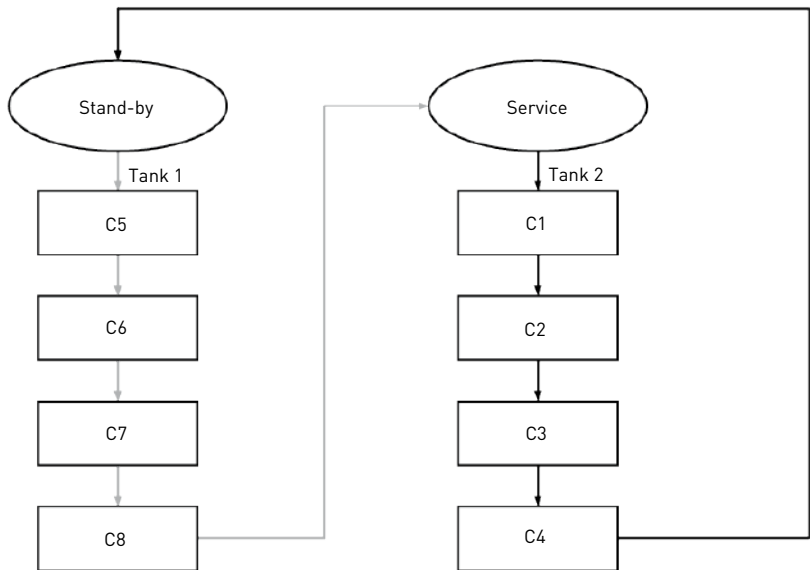 Stand-by
Service
Tank 1
Tank 2
C5
C1
C6
C2
C7
C3
C8
C4